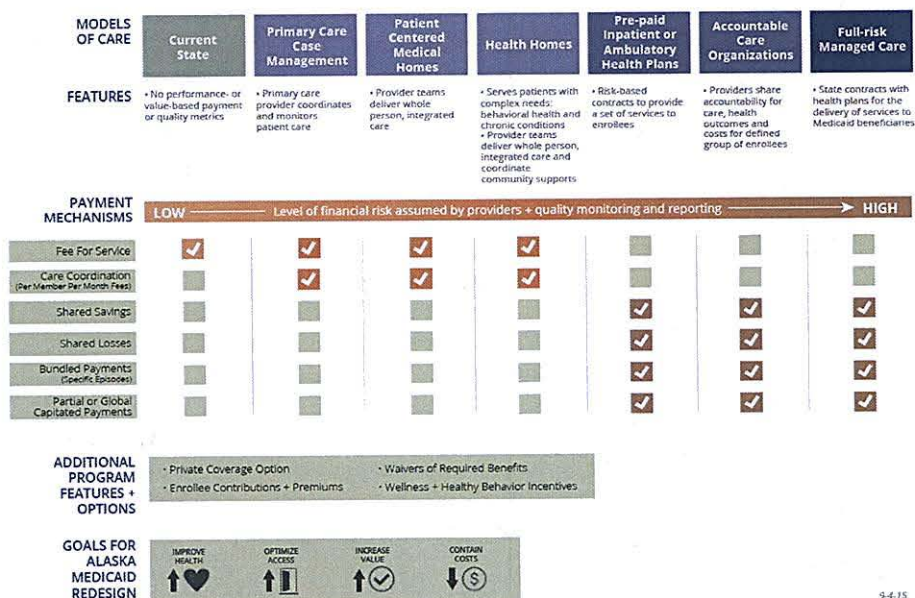 MODELS
OF CARE
Current
State
Primary Care
Case
Management
Patient
Centered
Medical
Homes
Health Homes
Pre-paid
Inpatient or
Ambulatory
Health Plans
Accountable
Care
Organizations
Full-risk
Managed Care
FEATURES
• No performance- or
value-based payment
or quality metrics
• Primary care
provider coordinates
and monitors
patient care
• Provider teams
deliver whole
person, integrated
care
• Serves patients with
complex needs:
behavioral health and
chronic conditions
• Provider teams
deliver whole person,
integrated care and
coordinate
community supports
• Risk-based
contracts to provide
a set of services to
enrollees
• Providers share
accountability for
care, health
outcomes and
costs for defined
group of enrollees
• State contracts with
health plans for the
delivery of services to
Medicaid beneficiaries
PAYMENT
MECHANISMS
LOW Level of financial risk assumed by providers + quality monitoring and reporting HIGH
Fee For Service
Care Coordination
(Per Member Per Month Fees)
Shared Savings
Shared Losses
Bundled Payments
(Specific Episodes)
Partial or Global
Capitated Payments
ADDITIONAL
PROGRAM
FEATURES +
OPTIONS
• Private Coverage Option
• Waivers of Required Benefits
• Enrollee Contributions + Premiums
• Wellness + Healthy Behavior Incentives
GOALS FOR
ALASKA
MEDICAID
REDESIGN
IMPROVE
HEALTH
OPTIMIZE
ACCESS
INCREASE
VALUE
CONTAIN
COSTS
$
9-4-15